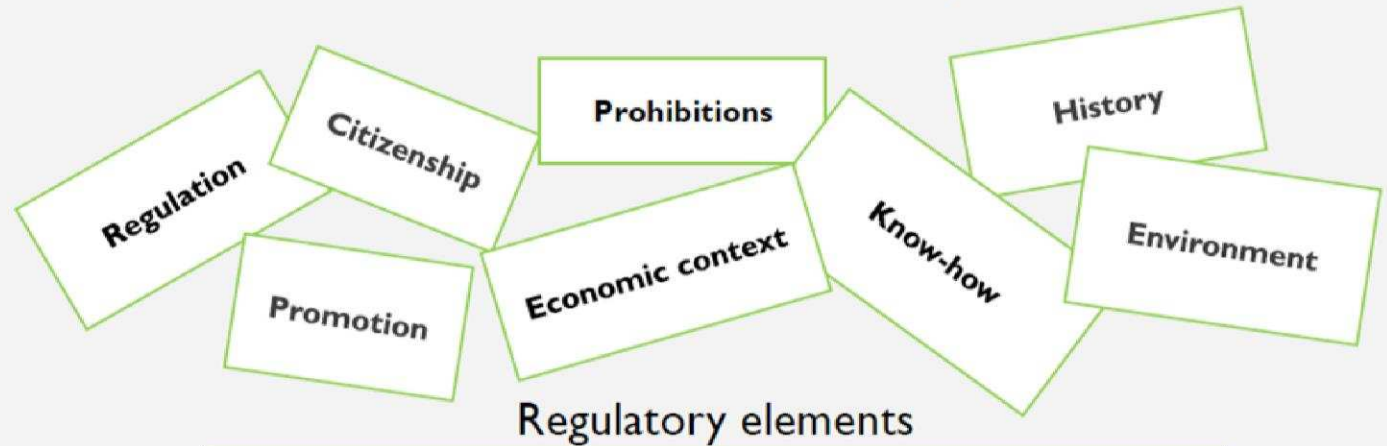 Regulation
Citizenship
Prohibitions
History
Promotion
Economic context
Know-how
Environment
Regulatory elements